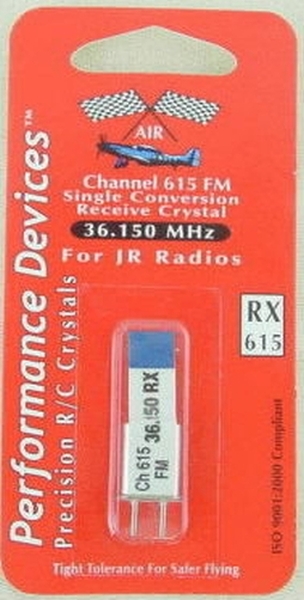 AIR
Channel 615 FM
Single Conversion
Receive Crystal
36.150 MHz
For JR Radios
Performance Devices™
Precision R/C Crystals
RX
615
Ch 615 36.150 RX
FM
ISO 9001:2000 Compliant
Tight Tolerance For Safer Flying